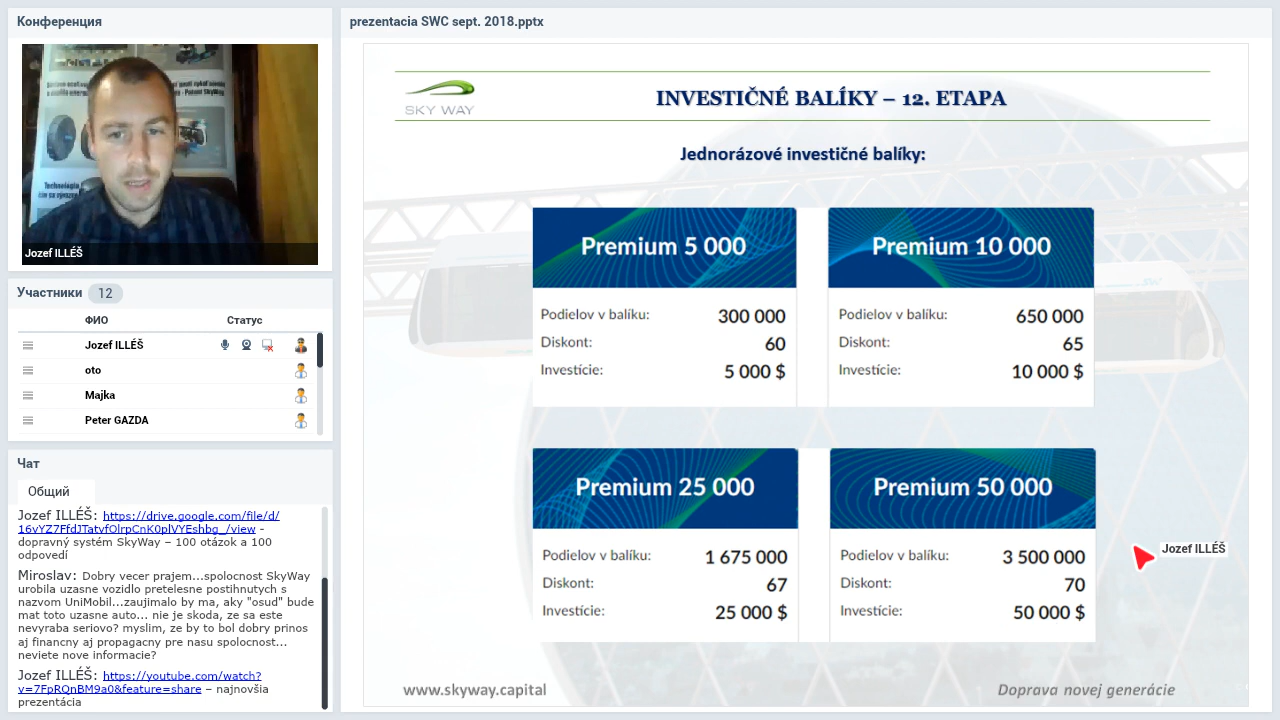 Конференция
Jozef ILLÉŠ
Участники 12
ФИО Статус
Jozef ILLÉŠ
oto
Majka
Peter GAZDA
Чат
Общий
Jozef ILLÉŠ: https://drive.google.com/file/d/
16vYZ7FfdJTatvfOlrpCnK0plVYEshbg_/view -
dopravný systém SkyWay – 100 otázok a 100
odpovedí
Miroslav: Dobry vecer prajem...spolocnost SkyWay
urobila uzasne vozidlo pretelesne postihnutych s
nazvom UniMobil...zaujimalo by ma, aky "osud" bude
mat toto uzasne auto... nie je skoda, ze sa este
nevyraba seriovo? myslim, ze by to bol dobry prinos
aj financny aj propagacny pre nasu spolocnost...
neviete nove informacie?
Jozef ILLÉŠ: https://youtube.com/watch?
v=7FpRQnBM9a0&feature=share – najnovšia
prezentácia
prezentacia SWC sept. 2018.pptx
SKY WAY
INVESTIČNÉ BALÍKY – 12. ETAPA
Jednorázové investičné balíky:
Premium 5 000
Podielov v balíku: 300 000
Diskont: 60
Investície: 5 000 $
Premium 10 000
Podielov v balíku: 650 000
Diskont: 65
Investície: 10 000 $
Premium 25 000
Podielov v balíku: 1 675 000
Diskont: 67
Investície: 25 000 $
Premium 50 000
Podielov v balíku: 3 500 000
Diskont: 70
Investície: 50 000 $
Jozef ILLÉŠ
www.skyway.capital
Doprava novej generácie